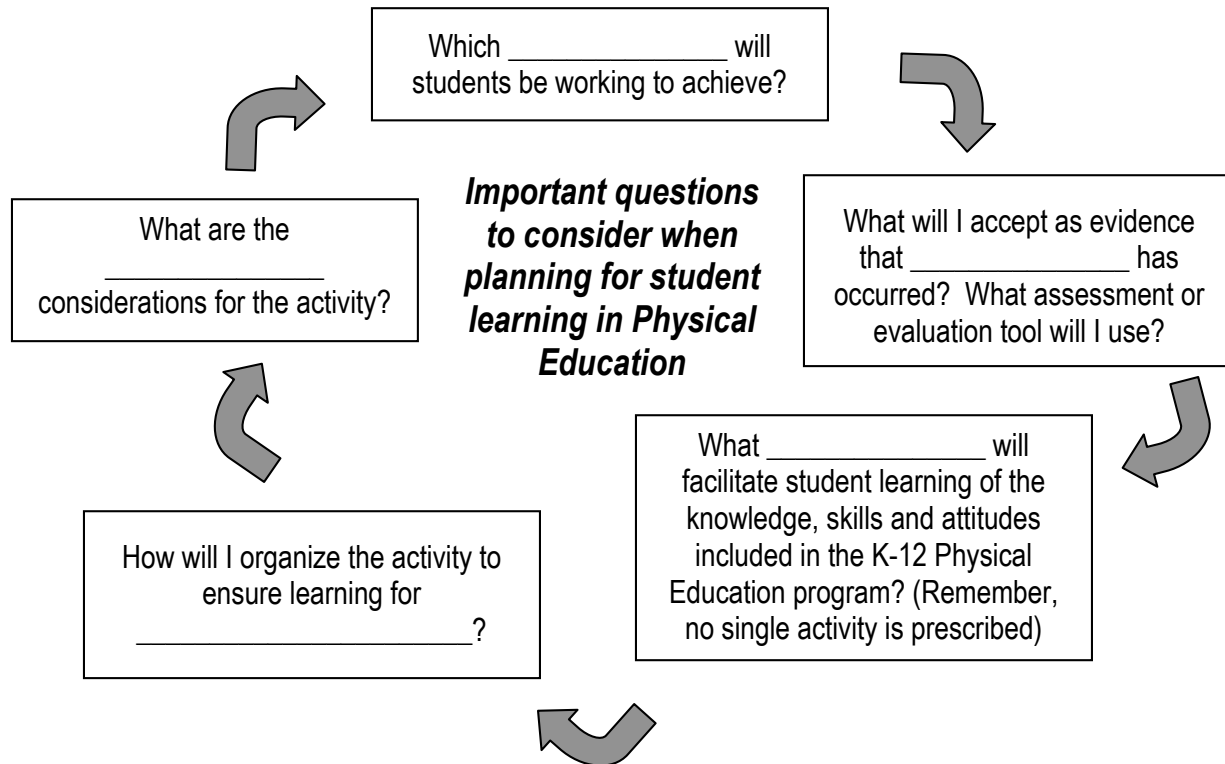 Which _______________ will
students be working to achieve?
Important questions
to consider when
planning for student
learning in Physical
Education
What will I accept as evidence
that _______________ has
occurred?  What assessment or
evaluation tool will I use?
What _______________ will
facilitate student learning of the
knowledge, skills and attitudes
included in the K-12 Physical
Education program? (Remember,
no single activity is prescribed)
How will I organize the activity to
ensure learning for
_______________________?
What are the
_______________
considerations for the activity?